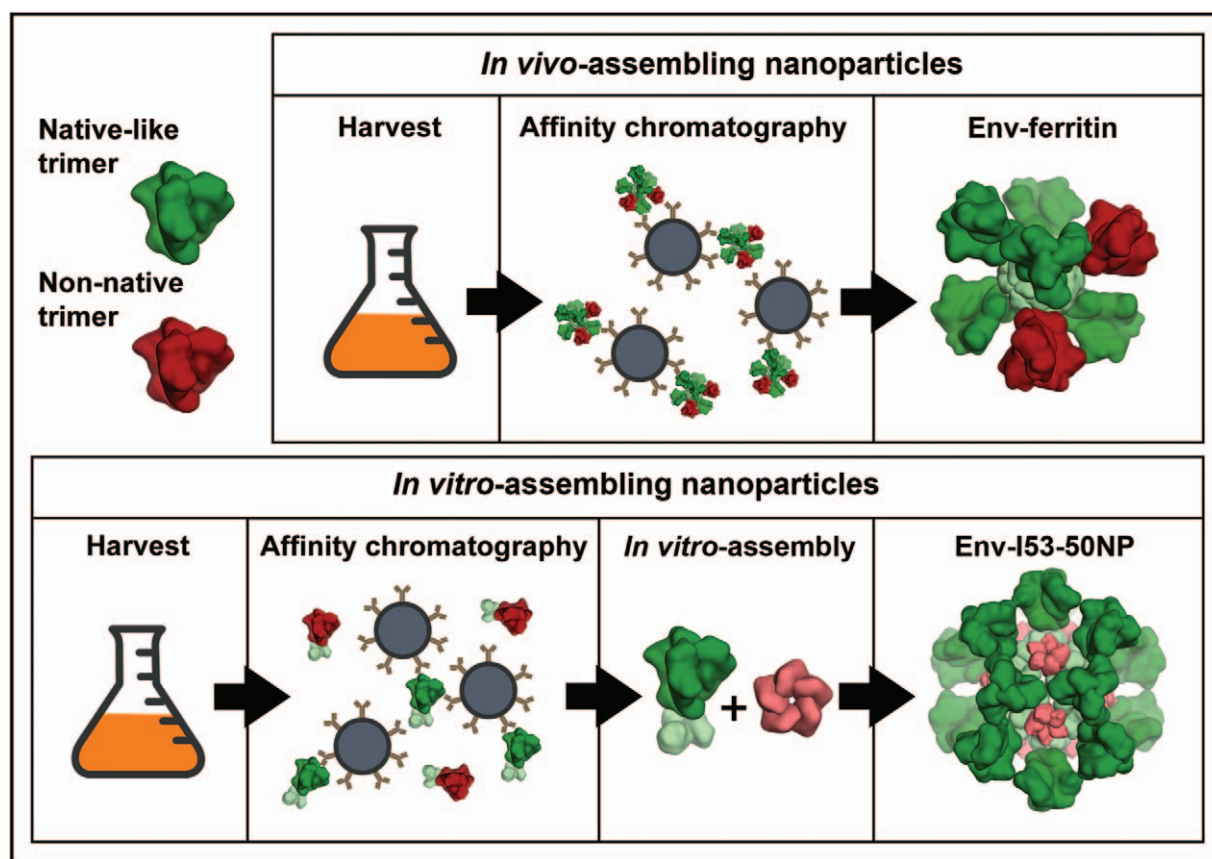 In vivo-assembling nanoparticles
Native-like
trimer
Non-native
trimer
Harvest
Affinity chromatography
Env-ferritin
In vitro-assembling nanoparticles
Harvest
Affinity chromatography
In vitro-assembly
Env-I53-50NP
+